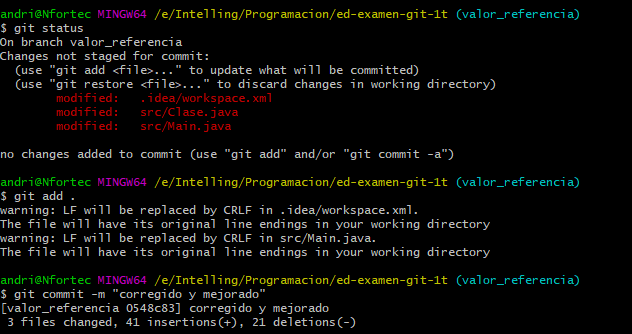 andri@Nfortec MINGW64 /e/Intelling/Programacion/ed-examen-git-1t (valor_referencia)
$ git status
On branch valor_referencia
Changes not staged for commit:
  (use "git add <file>..." to update what will be committed)
  (use "git restore <file>..." to discard changes in working directory)
        modified:   .idea/workspace.xml
        modified:   src/Clase.java
        modified:   src/Main.java

no changes added to commit (use "git add" and/or "git commit -a")

andri@Nfortec MINGW64 /e/Intelling/Programacion/ed-examen-git-1t (valor_referencia)
$ git add .
warning: LF will be replaced by CRLF in .idea/workspace.xml.
The file will have its original line endings in your working directory
warning: LF will be replaced by CRLF in src/Main.java.
The file will have its original line endings in your working directory

andri@Nfortec MINGW64 /e/Intelling/Programacion/ed-examen-git-1t (valor_referencia)
$ git commit -m "corregido y mejorado"
[valor_referencia 0548c83] corregido y mejorado
 3 files changed, 41 insertions(+), 21 deletions(-)